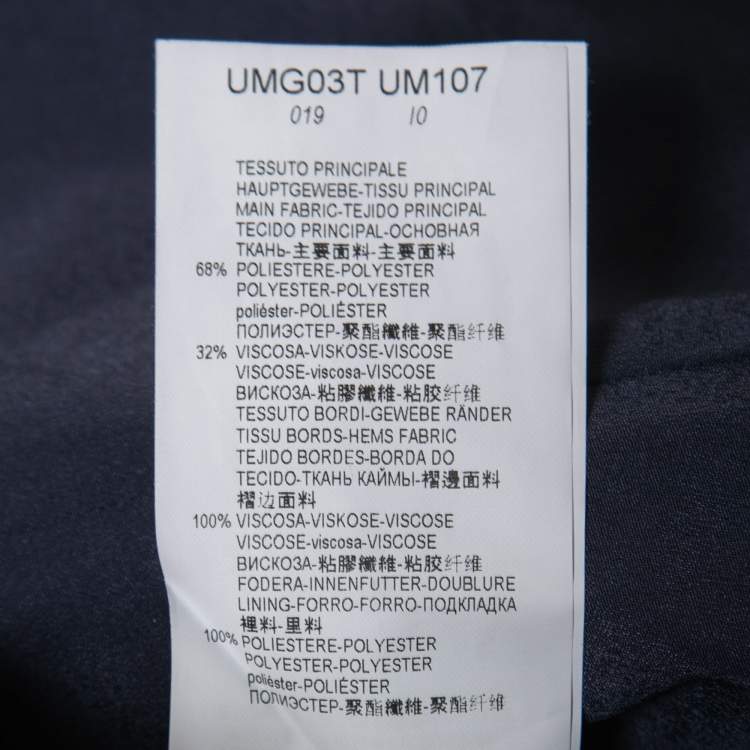 UMG03T UM107
019 10
TESSUTO PRINCIPALE
HAUPTGEWEBE-TISSU PRINCIPAL
MAIN FABRIC-TEJIDO PRINCIPAL
TECIDO PRINCIPAL-ОСНОВНАЯ
ТКАНЬ-主要面料-主要面料
68% POLIESTERE-POLYESTER
POLYESTER-POLYESTER
poliéster-POLIÉSTER
ПОЛИЭСТЕР-聚酯纖維-聚酯纤维
32% VISCOSA-VISKOSE-VISCOSE
VISCOSE-viscosa-VISCOSE
ВИСКОЗА-粘膠纖維-粘胶纤维
TESSUTO BORDI-GEWEBE RÄNDER
TISSU BORDS-HEMS FABRIC
TEJIDO BORDES-BORDA DO
TECIDO-ТКАНЬ КАЙМЫ-褶邊面料
褶边面料
100% VISCOSA-VISKOSE-VISCOSE
VISCOSE-viscosa-VISCOSE
ВИСКОЗА-粘膠纖維-粘胶纤维
FODERA-INNENFUTTER-DOUBLURE
LINING-FORRO-FORRO-ПОДКЛАДКА
裡料-里料
100% POLIESTERE-POLYESTER
POLYESTER-POLYESTER
poliéster-POLIÉSTER
ПОЛИЭСТЕР-聚酯纖維-聚酯纤维